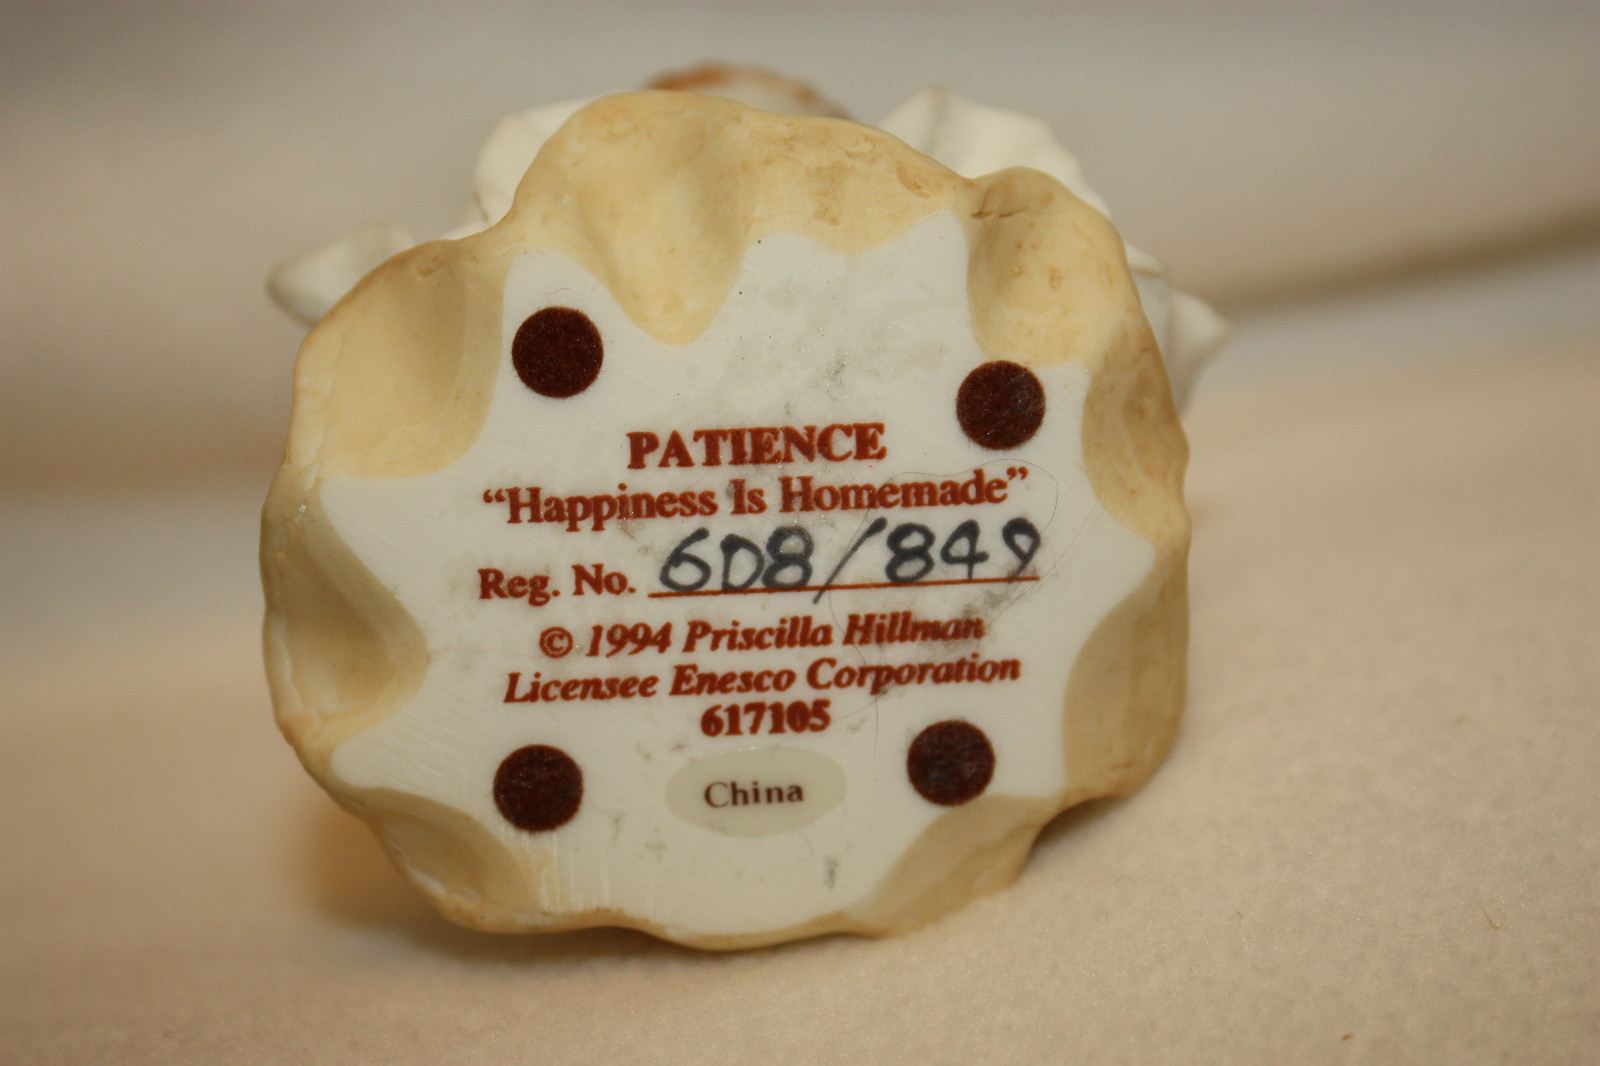 PATIENCE
“Happiness Is Homemade”
Reg. No. 6D8/849
© 1994 Priscilla Hillman
Licensee Enesco Corporation
617105
China